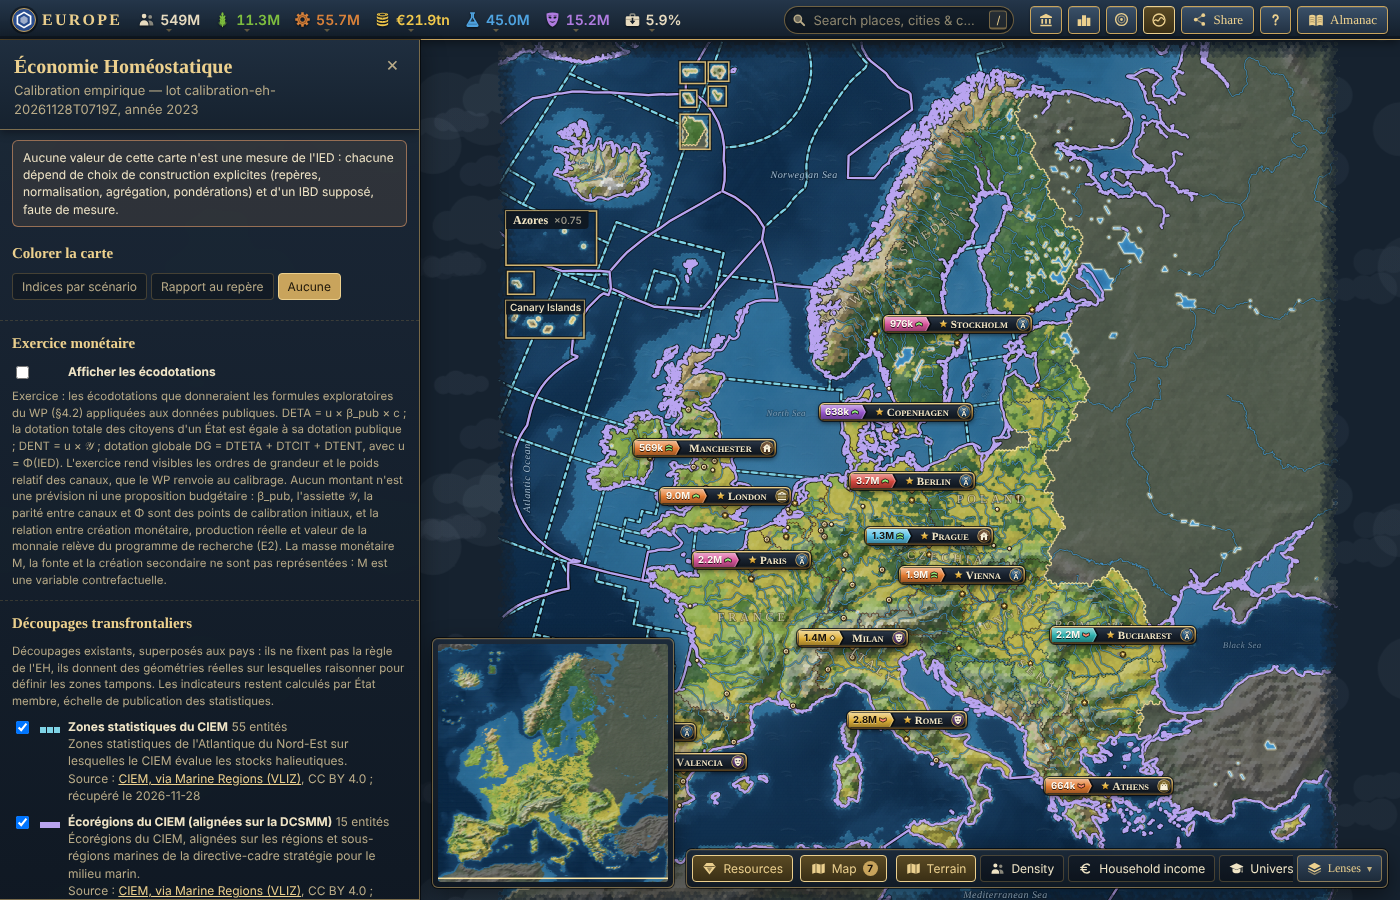 EUROPE
549M
11.3M
55.7M
€21.9tn
45.0M
15.2M
5.9%
Search places, cities & c...
/
Share
?
Almanac
Économie Homéostatique
Calibration empirique — lot calibration-eh-
20261128T0719Z, année 2023
Aucune valeur de cette carte n'est une mesure de l'IED : chacune
dépend de choix de construction explicites (repères,
normalisation, agrégation, pondérations) et d'un IBD supposé,
faute de mesure.
Colorer la carte
Indices par scénario
Rapport au repère
Aucune
Exercice monétaire
Afficher les écodotations
Exercice : les écodotations que donneraient les formules exploratoires
du WP (§4.2) appliquées aux données publiques. DETA = u × β_pub × c ;
la dotation totale des citoyens d'un État est égale à sa dotation publique
; DENT = u × 𝒴 ; dotation globale DG = DTETA + DTCIT + DTENT, avec u
= Φ(IED). L'exercice rend visibles les ordres de grandeur et le poids
relatif des canaux, que le WP renvoie au calibrage. Aucun montant n'est
une prévision ni une proposition budgétaire : β_pub, l'assiette 𝒴, la
parité entre canaux et Φ sont des points de calibration initiaux, et la
relation entre création monétaire, production réelle et valeur de la
monnaie relève du programme de recherche (E2). La masse monétaire
M, la fonte et la création secondaire ne sont pas représentées : M est
une variable contrefactuelle.
Découpages transfrontaliers
Découpages existants, superposés aux pays : ils ne fixent pas la règle
de l'EH, ils donnent des géométries réelles sur lesquelles raisonner pour
définir les zones tampons. Les indicateurs restent calculés par État
membre, échelle de publication des statistiques.
Zones statistiques du CIEM 55 entités
Zones statistiques de l'Atlantique du Nord-Est sur
lesquelles le CIEM évalue les stocks halieutiques.
Source : CIEM, via Marine Regions (VLIZ), CC BY 4.0 ;
récupéré le 2026-11-28
Écorégions du CIEM (alignées sur la DCSMM) 15 entités
Écorégions du CIEM, alignées sur les régions et sous-
régions marines de la directive-cadre stratégie pour le
milieu marin.
Source : CIEM, via Marine Regions (VLIZ), CC BY 4.0 ;
Norwegian Sea
Azores ×0.75
Canary Islands
SWEDEN
976k STOCKHOLM
North Sea
638k COPENHAGEN
569k MANCHESTER
Atlantic Ocean
3.7M BERLIN
9.0M LONDON
POLAND
1.3M PRAGUE
2.2M PARIS
1.9M VIENNA
FRANCE
1.4M MILAN
2.2M BUCHAREST
Black Sea
ITALY
2.8M ROME
VALENCIA
664k ATHENS
Resources
Map 7
Terrain
Density
€ Household income
Univers
Lenses
Mediterranean Sea